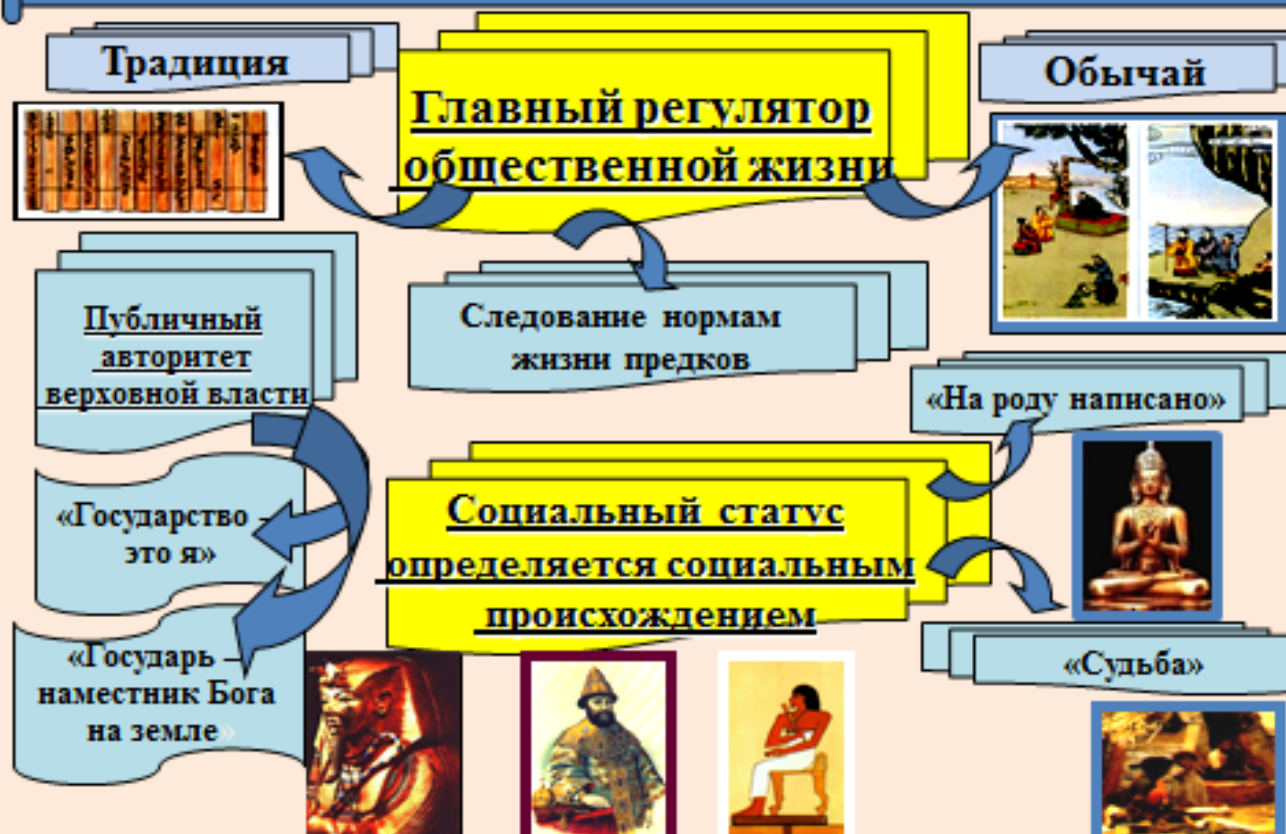 Традиция
Главный регулятор
общественной жизни
Обычай
Публичный
авторитет
верховной власти
Следование нормам
жизни предков
«На роду написано»
«Государство –
это я»
Социальный статус
определяется социальным
происхождением
«Государь –
наместник Бога
на земле»
«Судьба»